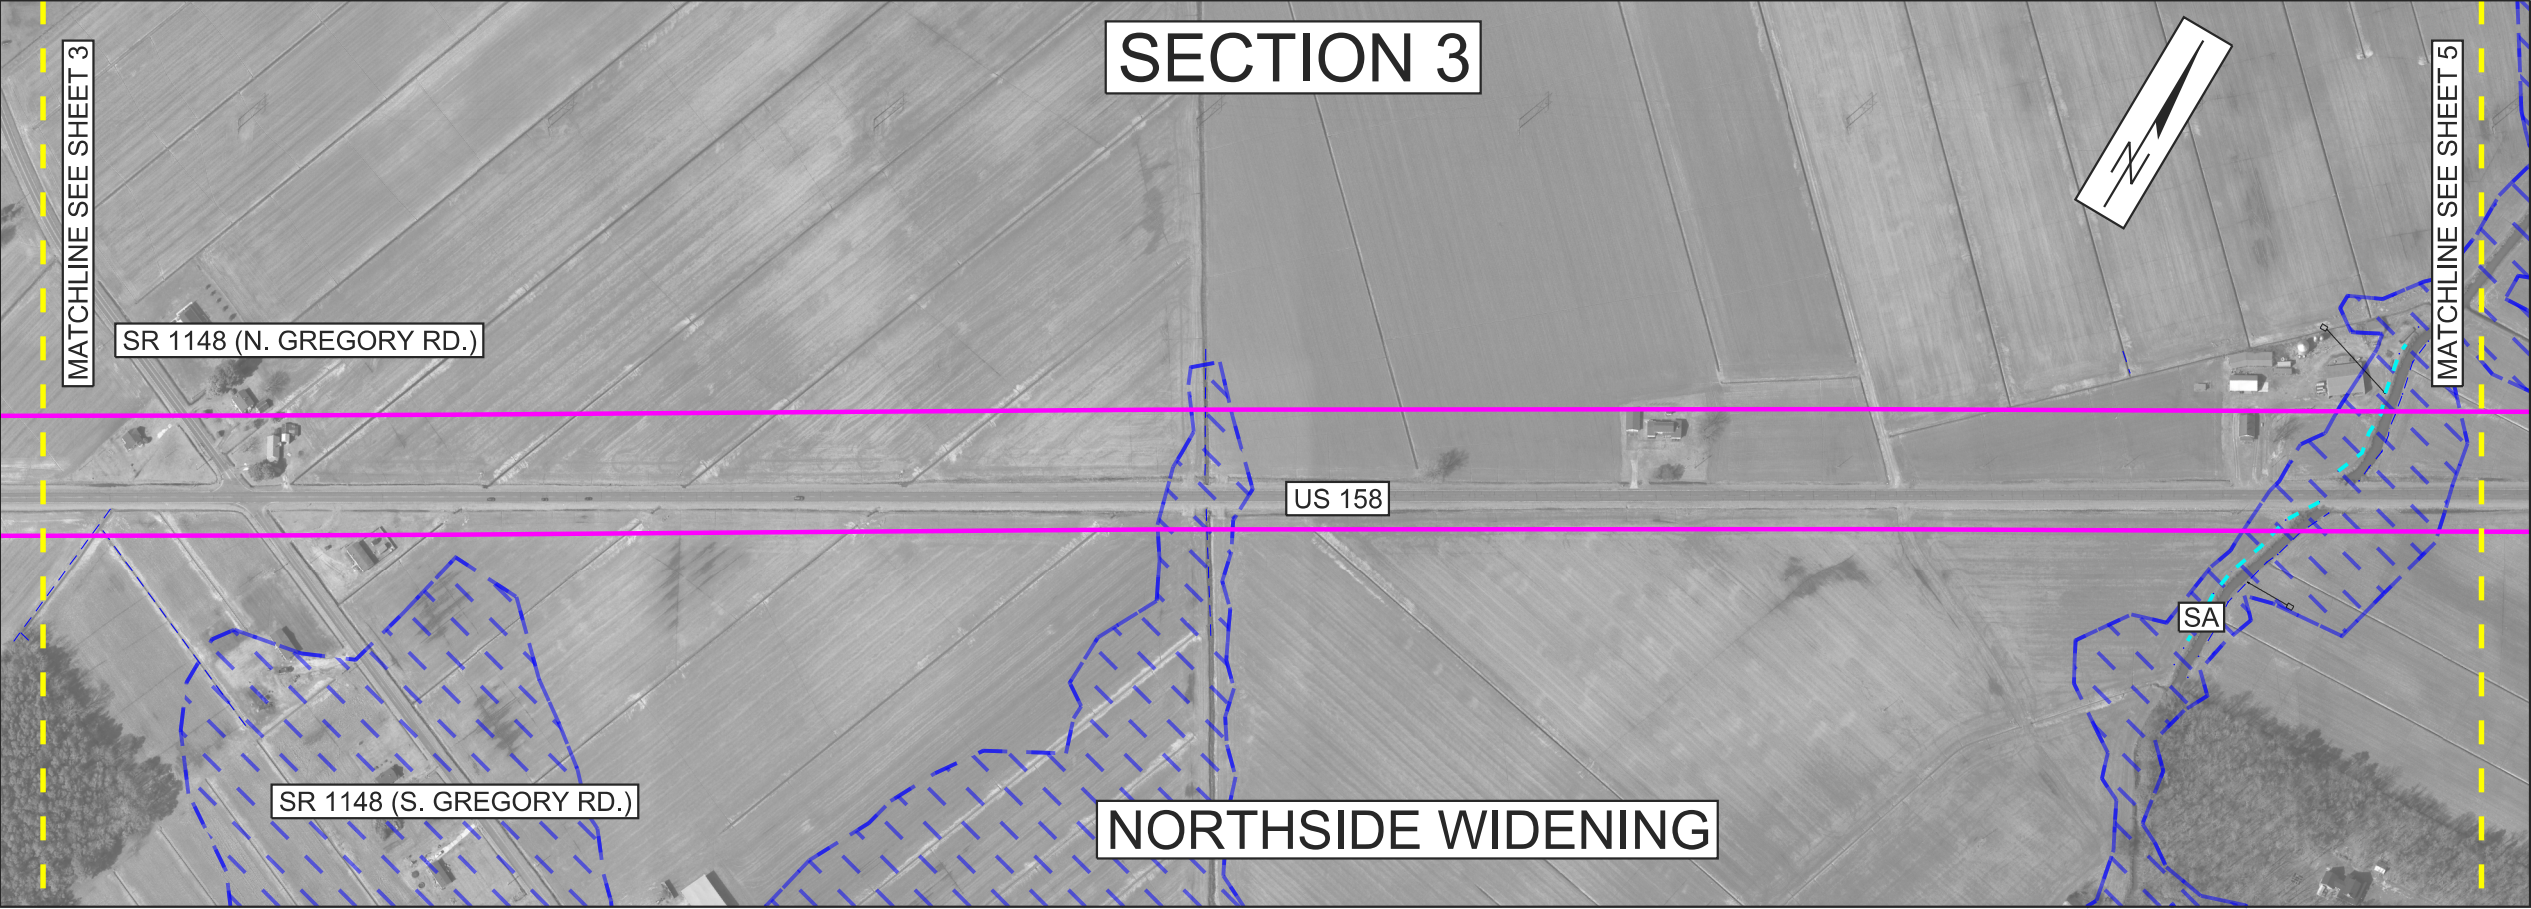 SECTION 3
MATCHLINE SEE SHEET 3
MATCHLINE SEE SHEET 5
N
SR 1148 (N. GREGORY RD.)
US 158
SA
SR 1148 (S. GREGORY RD.)
NORTHSIDE WIDENING